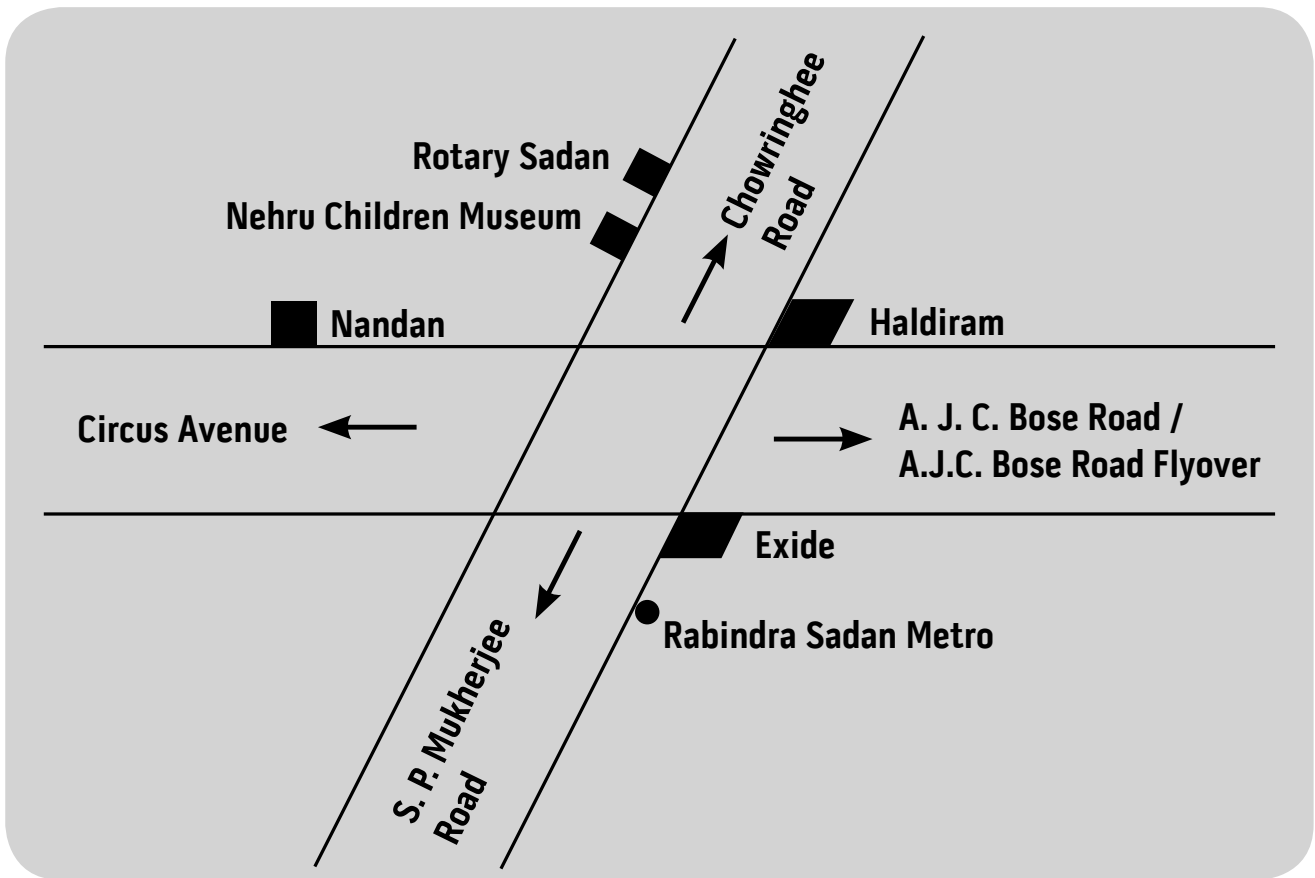 Rotary Sadan
Nehru Children Museum
Chowringhee
Road
Nandan
Haldiram
Circus Avenue
A. J. C. Bose Road /
A.J.C. Bose Road Flyover
Exide
Rabindra Sadan Metro
S. P. Mukherjee
Road